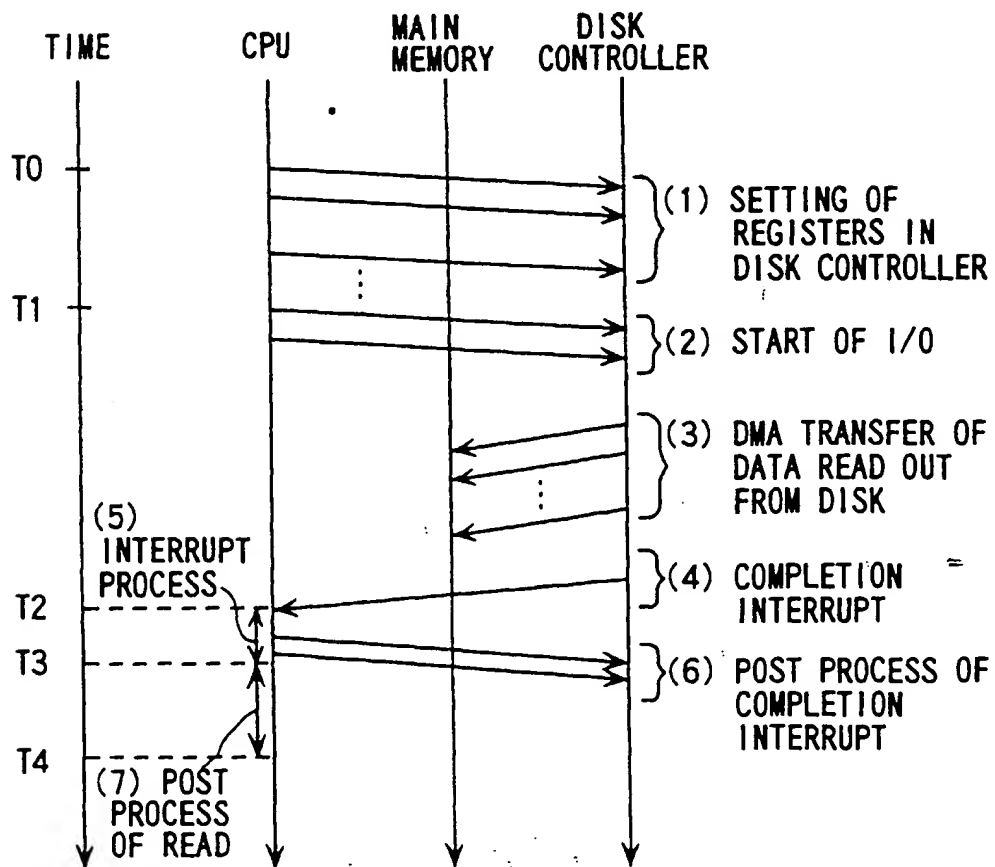 TIME
CPU
MAIN
MEMORY
DISK
CONTROLLER
T0
(1) SETTING OF
REGISTERS IN
DISK CONTROLLER
T1
(2) START OF I/O
(3) DMA TRANSFER OF
DATA READ OUT
FROM DISK
(5)
INTERRUPT
PROCESS
(4) COMPLETION
INTERRUPT
T2
T3
(6) POST PROCESS OF
COMPLETION
INTERRUPT
T4
(7) POST
PROCESS
OF READ